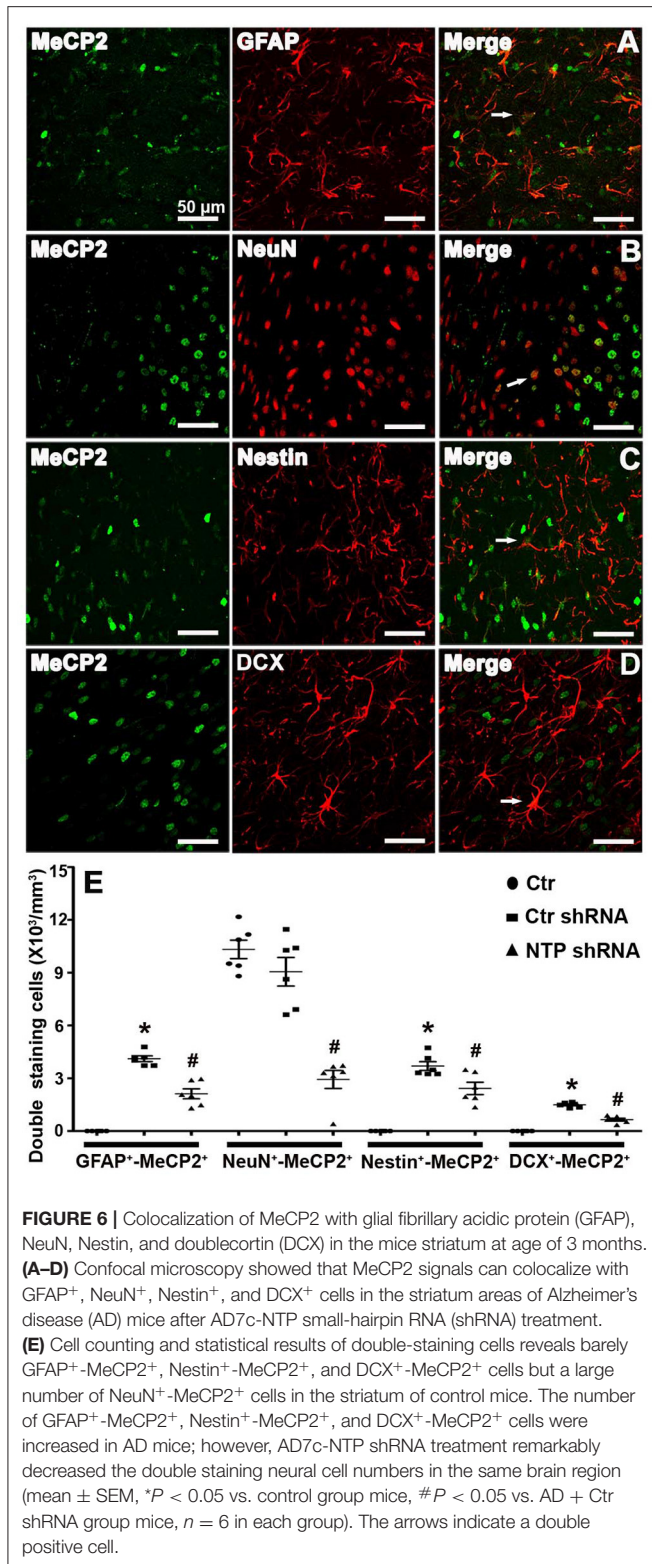 MeCP2 GFAP Merge A
50 µm
MeCP2 NeuN Merge B
MeCP2 Nestin Merge C
MeCP2 DCX Merge D
E
Double staining cells (X10³/mm³)
15
12
9
6
3
0
● Ctr
■ Ctr shRNA
▲ NTP shRNA
* # # * # * #
GFAP⁺-MeCP2⁺ NeuN⁺-MeCP2⁺ Nestin⁺-MeCP2⁺ DCX⁺-MeCP2⁺
FIGURE 6 | Colocalization of MeCP2 with glial fibrillary acidic protein (GFAP),
NeuN, Nestin, and doublecortin (DCX) in the mice striatum at age of 3 months.
(A–D) Confocal microscopy showed that MeCP2 signals can colocalize with
GFAP⁺, NeuN⁺, Nestin⁺, and DCX⁺ cells in the striatum areas of Alzheimer's
disease (AD) mice after AD7c-NTP small-hairpin RNA (shRNA) treatment.
(E) Cell counting and statistical results of double-staining cells reveals barely
GFAP⁺-MeCP2⁺, Nestin⁺-MeCP2⁺, and DCX⁺-MeCP2⁺ cells but a large
number of NeuN⁺-MeCP2⁺ cells in the striatum of control mice. The number
of GFAP⁺-MeCP2⁺, Nestin⁺-MeCP2⁺, and DCX⁺-MeCP2⁺ cells were
increased in AD mice; however, AD7c-NTP shRNA treatment remarkably
decreased the double staining neural cell numbers in the same brain region
(mean ± SEM, *P < 0.05 vs. control group mice, #P < 0.05 vs. AD + Ctr
shRNA group mice, n = 6 in each group). The arrows indicate a double
positive cell.